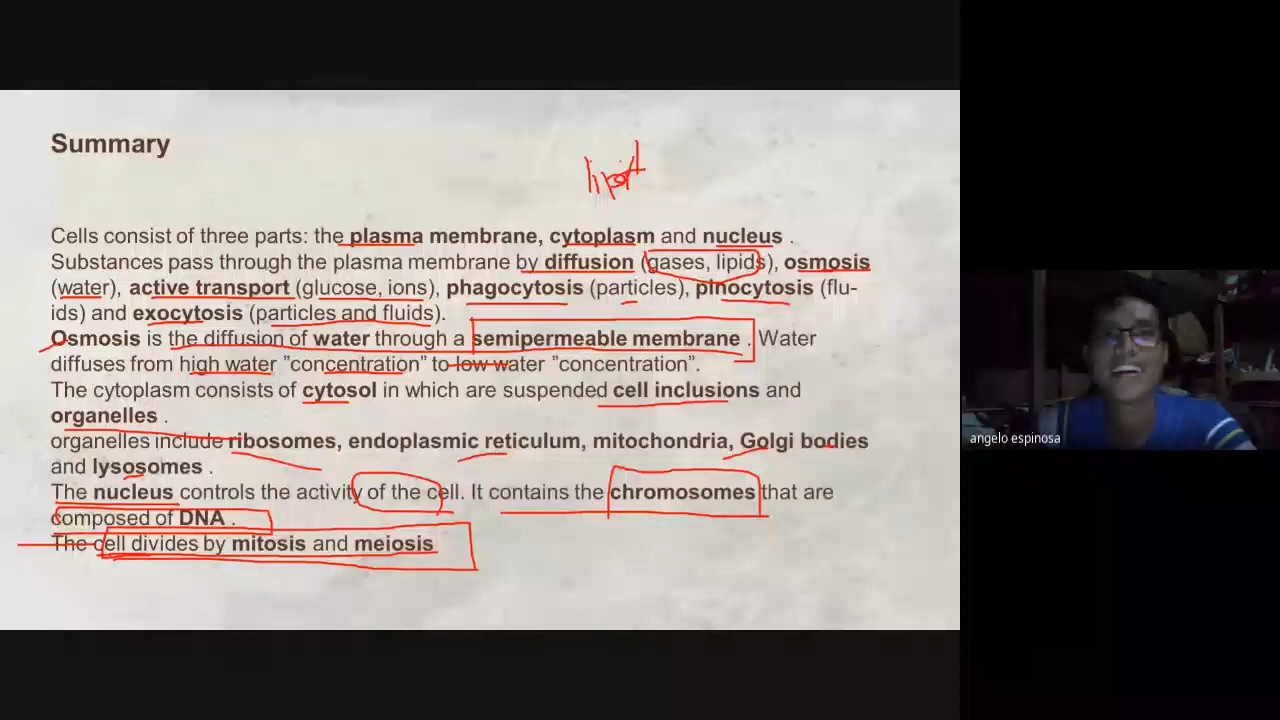 Summary
lipid
Cells consist of three parts: the plasma membrane, cytoplasm and nucleus .
Substances pass through the plasma membrane by diffusion (gases, lipids), osmosis
(water), active transport (glucose, ions), phagocytosis (particles), pinocytosis (flu-
ids) and exocytosis (particles and fluids).
Osmosis is the diffusion of water through a semipermeable membrane . Water
diffuses from high water ”concentration” to low water ”concentration”.
The cytoplasm consists of cytosol in which are suspended cell inclusions and
organelles .
organelles include ribosomes, endoplasmic reticulum, mitochondria, Golgi bodies
and lysosomes .
The nucleus controls the activity of the cell. It contains the chromosomes that are
composed of DNA .
The cell divides by mitosis and meiosis
angelo espinosa